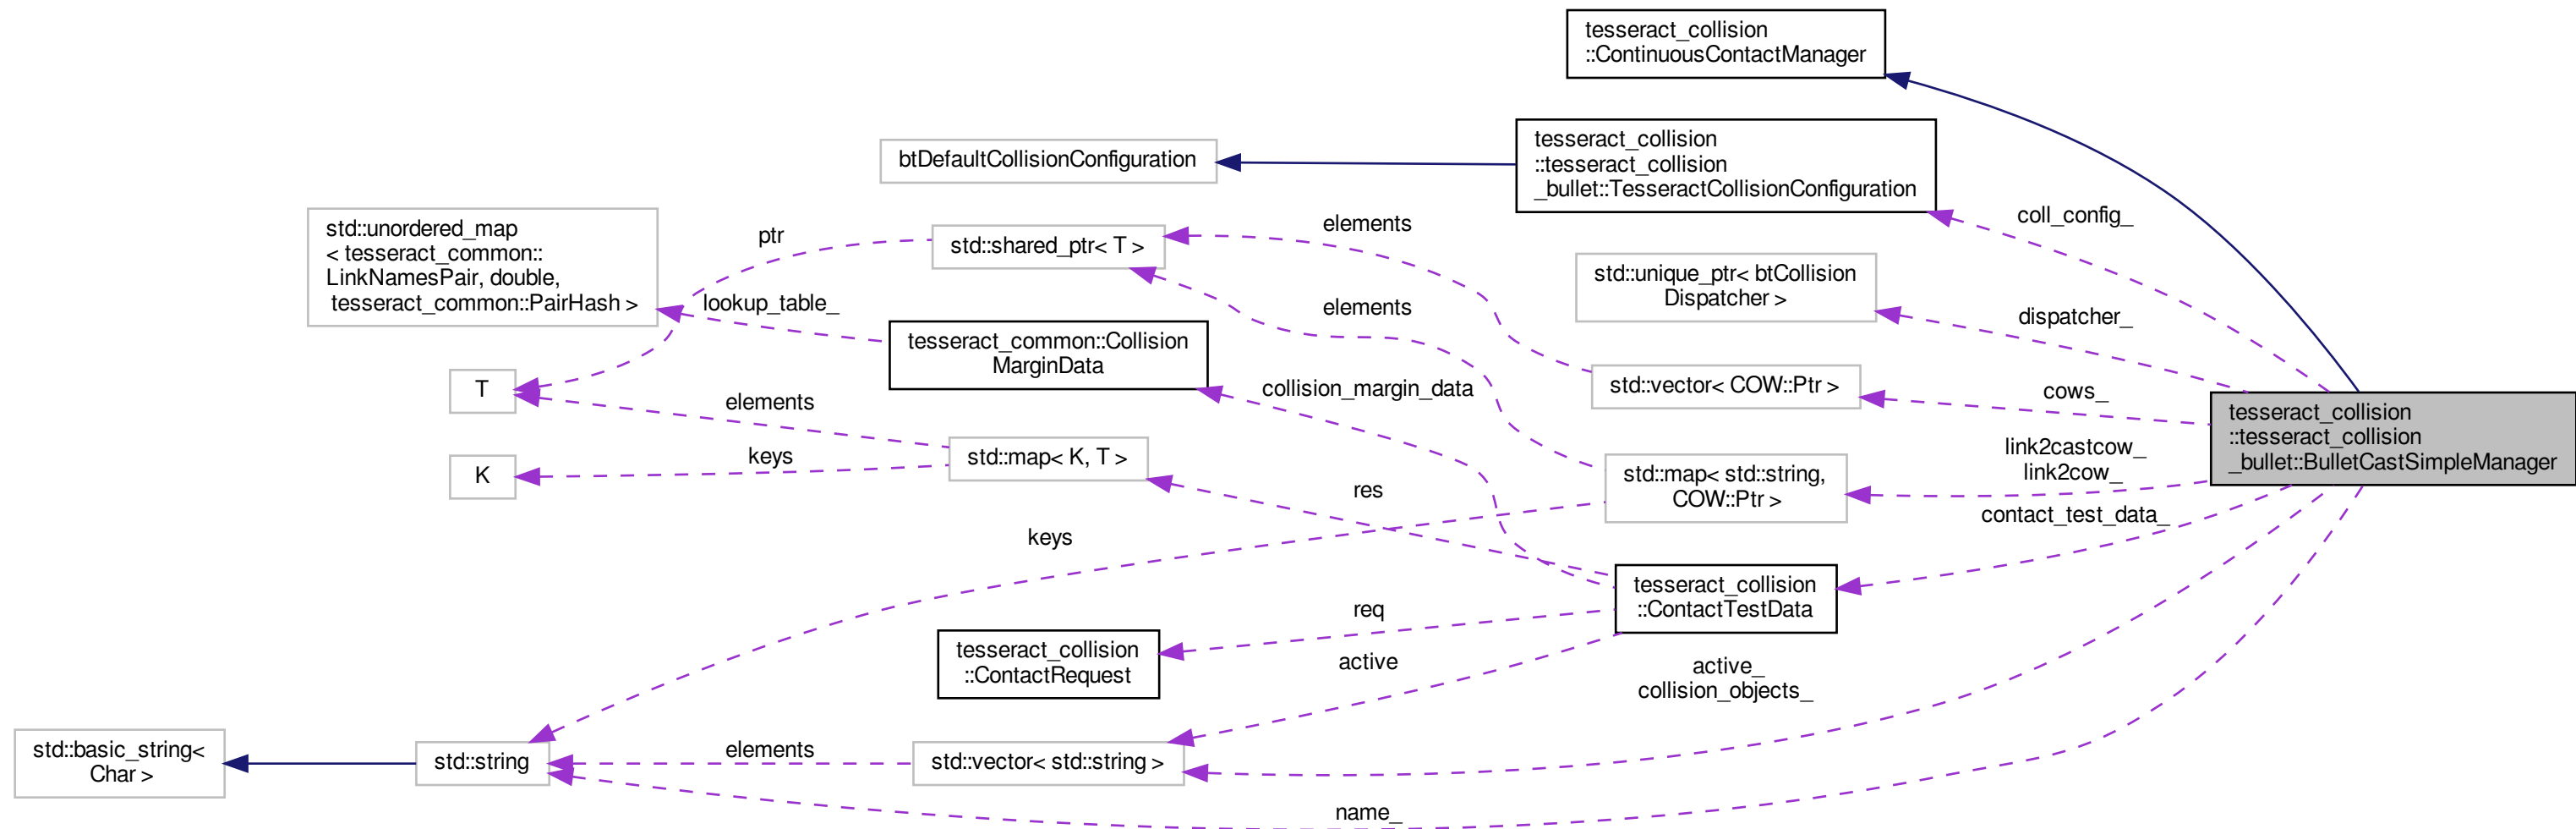 tesseract_collision
::ContinuousContactManager
tesseract_collision
::tesseract_collision
_bullet::TesseractCollisionConfiguration
btDefaultCollisionConfiguration
coll_config_
std::unordered_map
< tesseract_common::
LinkNamesPair, double,
tesseract_common::PairHash >
ptr
std::shared_ptr< T >
elements
std::unique_ptr< btCollision
Dispatcher >
dispatcher_
lookup_table_
elements
tesseract_common::Collision
MarginData
T
elements
collision_margin_data
std::vector< COW::Ptr >
cows_
tesseract_collision
::tesseract_collision
_bullet::BulletCastSimpleManager
K
keys
std::map< K, T >
res
std::map< std::string,
COW::Ptr >
link2castcow_
link2cow_
contact_test_data_
keys
tesseract_collision
::ContactTestData
req
tesseract_collision
::ContactRequest
active
active_
collision_objects_
std::basic_string<
Char >
std::string
elements
std::vector< std::string >
name_